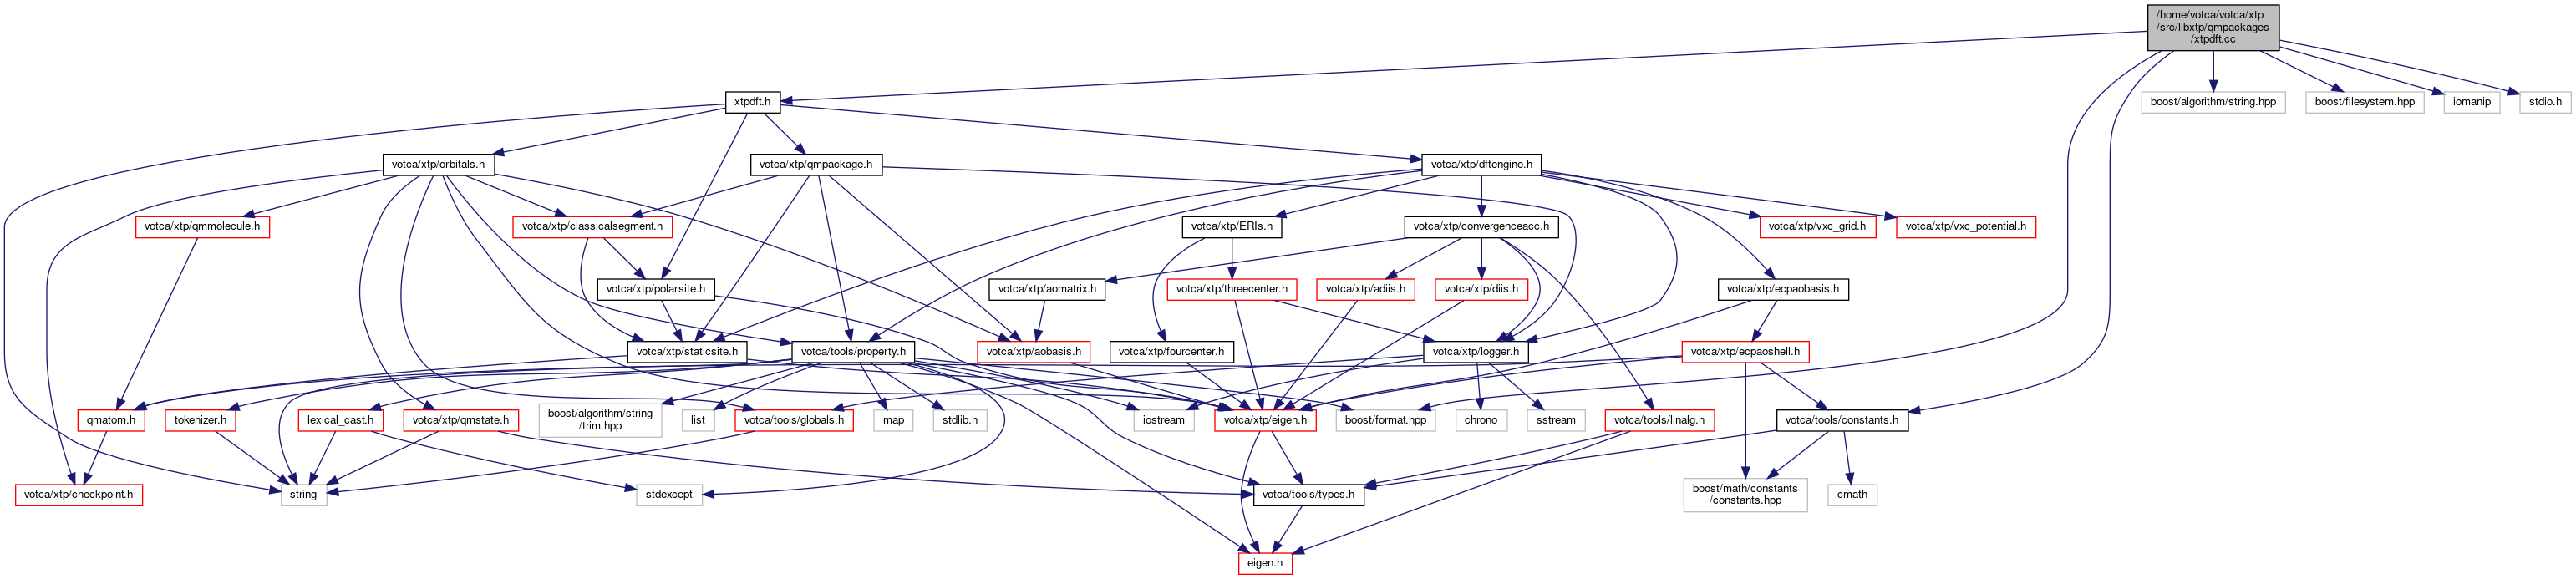 /home/votca/votca/xtp
/src/libxtp/qmpackages
/xtpdft.cc
xtpdft.h
boost/algorithm/string.hpp
boost/filesystem.hpp
iomanip
stdio.h
votca/xtp/orbitals.h
votca/xtp/qmpackage.h
votca/xtp/dftengine.h
votca/xtp/qmmolecule.h
votca/xtp/classicalsegment.h
votca/xtp/ERIs.h
votca/xtp/convergenceacc.h
votca/xtp/vxc_grid.h
votca/xtp/vxc_potential.h
votca/xtp/polarsite.h
votca/xtp/aomatrix.h
votca/xtp/threecenter.h
votca/xtp/adiis.h
votca/xtp/diis.h
votca/xtp/ecpaobasis.h
votca/xtp/staticsite.h
votca/tools/property.h
votca/xtp/aobasis.h
votca/xtp/fourcenter.h
votca/xtp/logger.h
votca/xtp/ecpaoshell.h
qmatom.h
tokenizer.h
lexical_cast.h
votca/xtp/qmstate.h
boost/algorithm/string
/trim.hpp
list
votca/tools/globals.h
map
stdlib.h
iostream
votca/xtp/eigen.h
boost/format.hpp
chrono
sstream
votca/tools/linalg.h
votca/tools/constants.h
votca/xtp/checkpoint.h
string
stdexcept
votca/tools/types.h
boost/math/constants
/constants.hpp
cmath
eigen.h